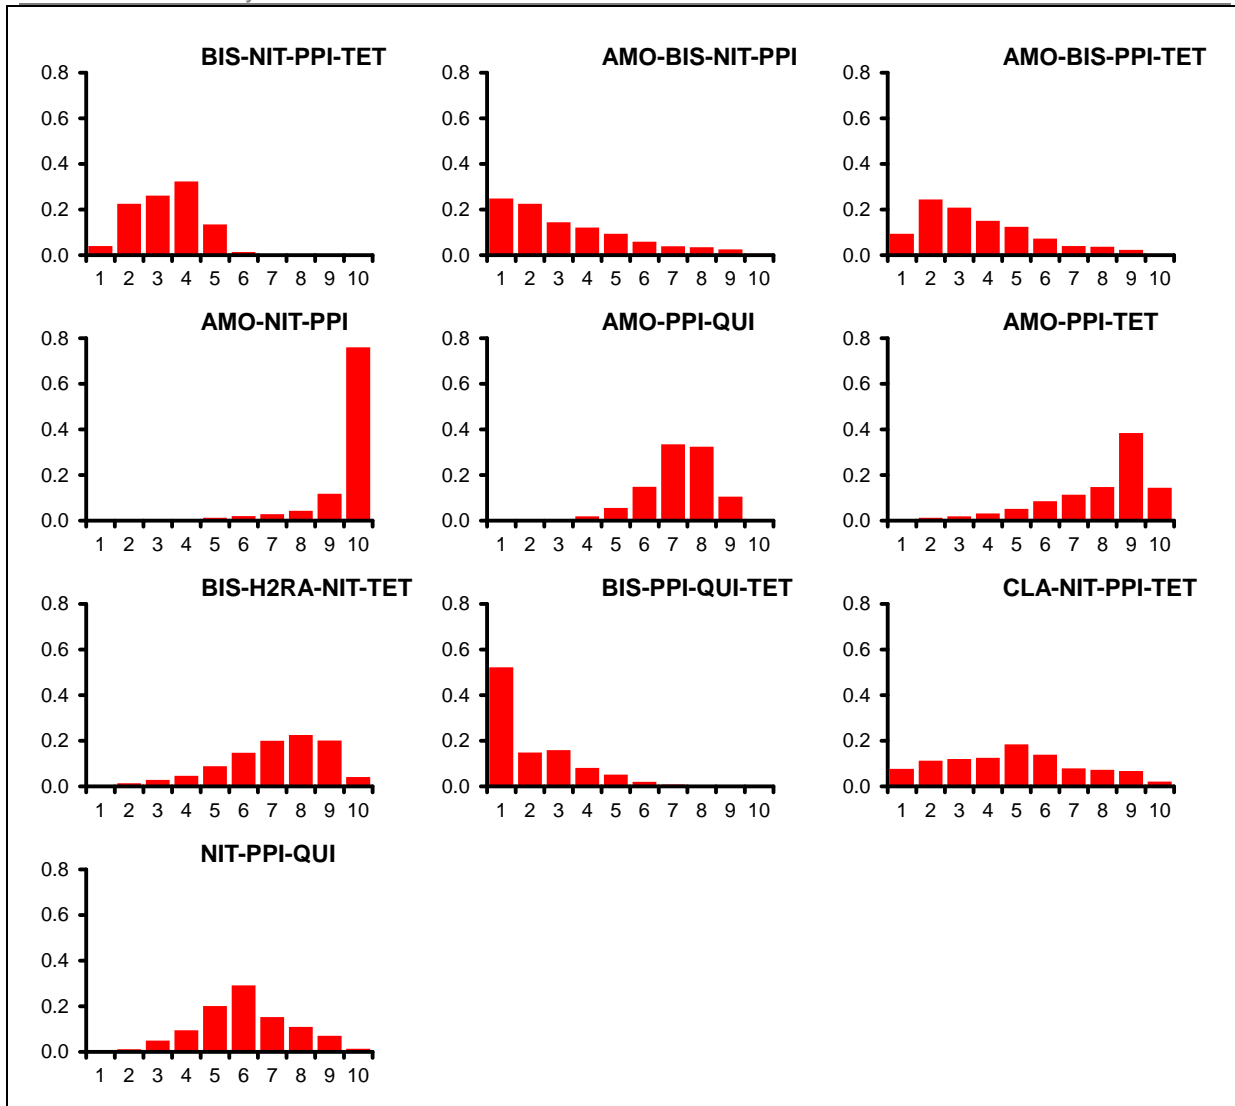 BIS-NIT-PPI-TET
0.8
0.6
0.4
0.2
0.0
1 2 3 4 5 6 7 8 9 10
AMO-BIS-NIT-PPI
0.8
0.6
0.4
0.2
0.0
1 2 3 4 5 6 7 8 9 10
AMO-BIS-PPI-TET
0.8
0.6
0.4
0.2
0.0
1 2 3 4 5 6 7 8 9 10
AMO-NIT-PPI
0.8
0.6
0.4
0.2
0.0
1 2 3 4 5 6 7 8 9 10
AMO-PPI-QUI
0.8
0.6
0.4
0.2
0.0
1 2 3 4 5 6 7 8 9 10
AMO-PPI-TET
0.8
0.6
0.4
0.2
0.0
1 2 3 4 5 6 7 8 9 10
BIS-H2RA-NIT-TET
0.8
0.6
0.4
0.2
0.0
1 2 3 4 5 6 7 8 9 10
BIS-PPI-QUI-TET
0.8
0.6
0.4
0.2
0.0
1 2 3 4 5 6 7 8 9 10
CLA-NIT-PPI-TET
0.8
0.6
0.4
0.2
0.0
1 2 3 4 5 6 7 8 9 10
NIT-PPI-QUI
0.8
0.6
0.4
0.2
0.0
1 2 3 4 5 6 7 8 9 10